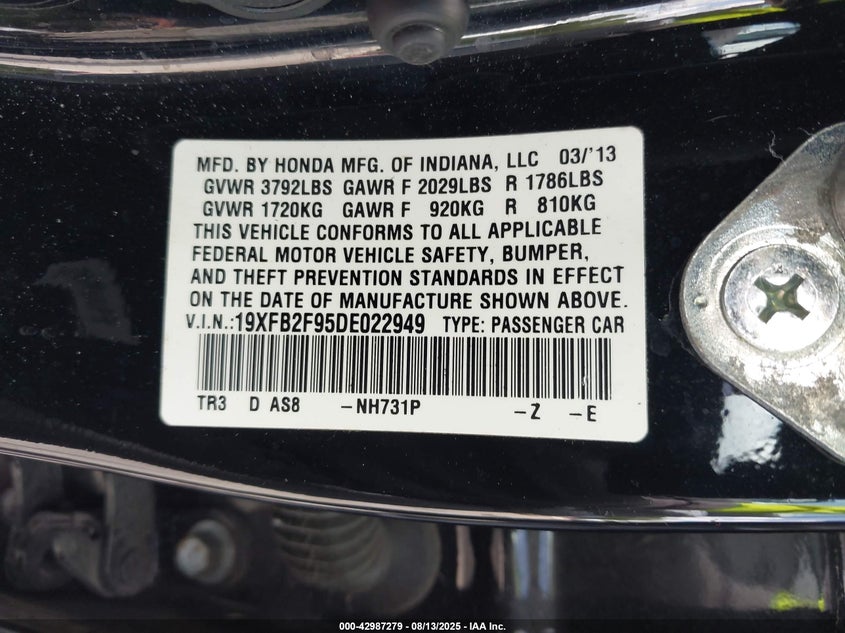 MFD. BY HONDA MFG. OF INDIANA, LLC 03/'13
GVWR 3792LBS GAWR F 2029LBS R 1786LBS
GVWR 1720KG GAWR F 920KG R 810KG
THIS VEHICLE CONFORMS TO ALL APPLICABLE
FEDERAL MOTOR VEHICLE SAFETY, BUMPER,
AND THEFT PREVENTION STANDARDS IN EFFECT
ON THE DATE OF MANUFACTURE SHOWN ABOVE.
V.I.N.:19XFB2F95DE022949 TYPE: PASSENGER CAR
TR3 D AS8 -NH731P -Z -E
000-42987279 - 08/13/2025 - IAA Inc.